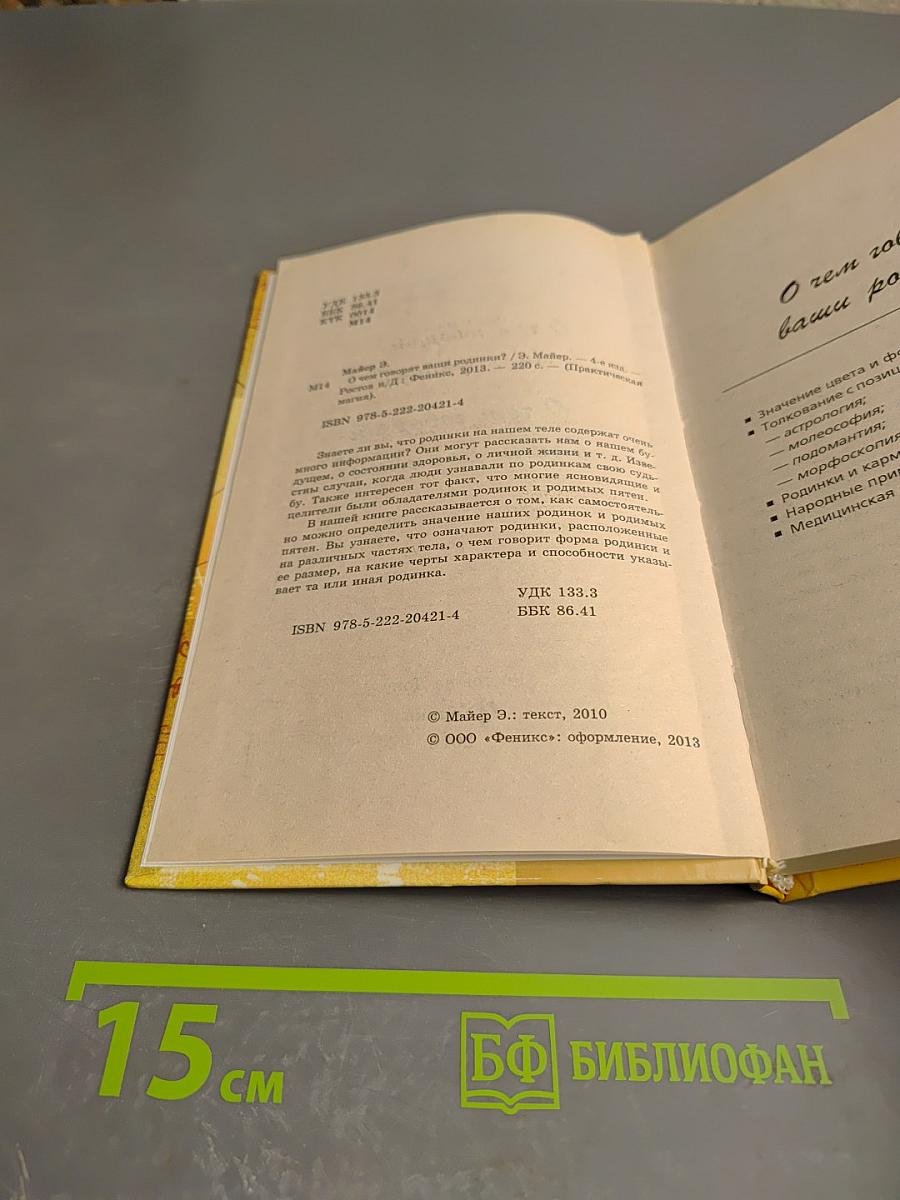 УДК 133.3
ББК 86.41
КТК 0014
М14
Майер Э.
М14 О чем говорят ваши родинки? / Э. Майер. — 4-е изд. —
Ростов н/Д : Феникс, 2013. — 220 с. — (Практическая
магия).
ISBN 978-5-222-20421-4
Знаете ли вы, что родинки на нашем теле содержат очень
много информации? Они могут рассказать нам о нашем бу-
дущем, о состоянии здоровья, о личной жизни и т. д. Изве-
стны случаи, когда люди узнавали по родинкам свою судь-
бу. Также интересен тот факт, что многие ясновидящие и
целители были обладателями родинок и родимых пятен.
В нашей книге рассказывается о том, как самостоятель-
но можно определить значение наших родинок и родимых
пятен. Вы узнаете, что означают родинки, расположенные
на различных частях тела, о чем говорит форма родинки и
ее размер, на какие черты характера и способности указы-
вает та или иная родинка.
УДК 133.3
ISBN 978-5-222-20421-4 ББК 86.41
© Майер Э.: текст, 2010
© ООО «Феникс»: оформление, 2013
О чем гов
ваши ро
▪ Значение цвета и фо
▪ Толкование с позиц
— астрология;
— молеософия;
— подомантия;
— морфоскопия
▪ Родинки и карм
▪ Народные при
▪ Медицинская
15 см
БФ БИБЛИОФАН